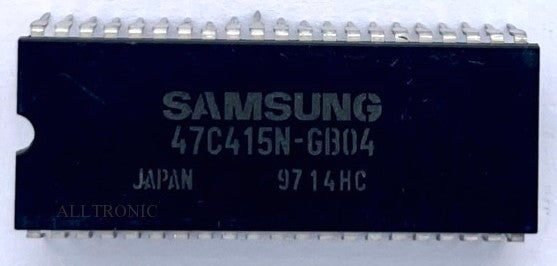 SAMSUNG
47C415N-GB04
JAPAN 9714HC
ALLTRONIC